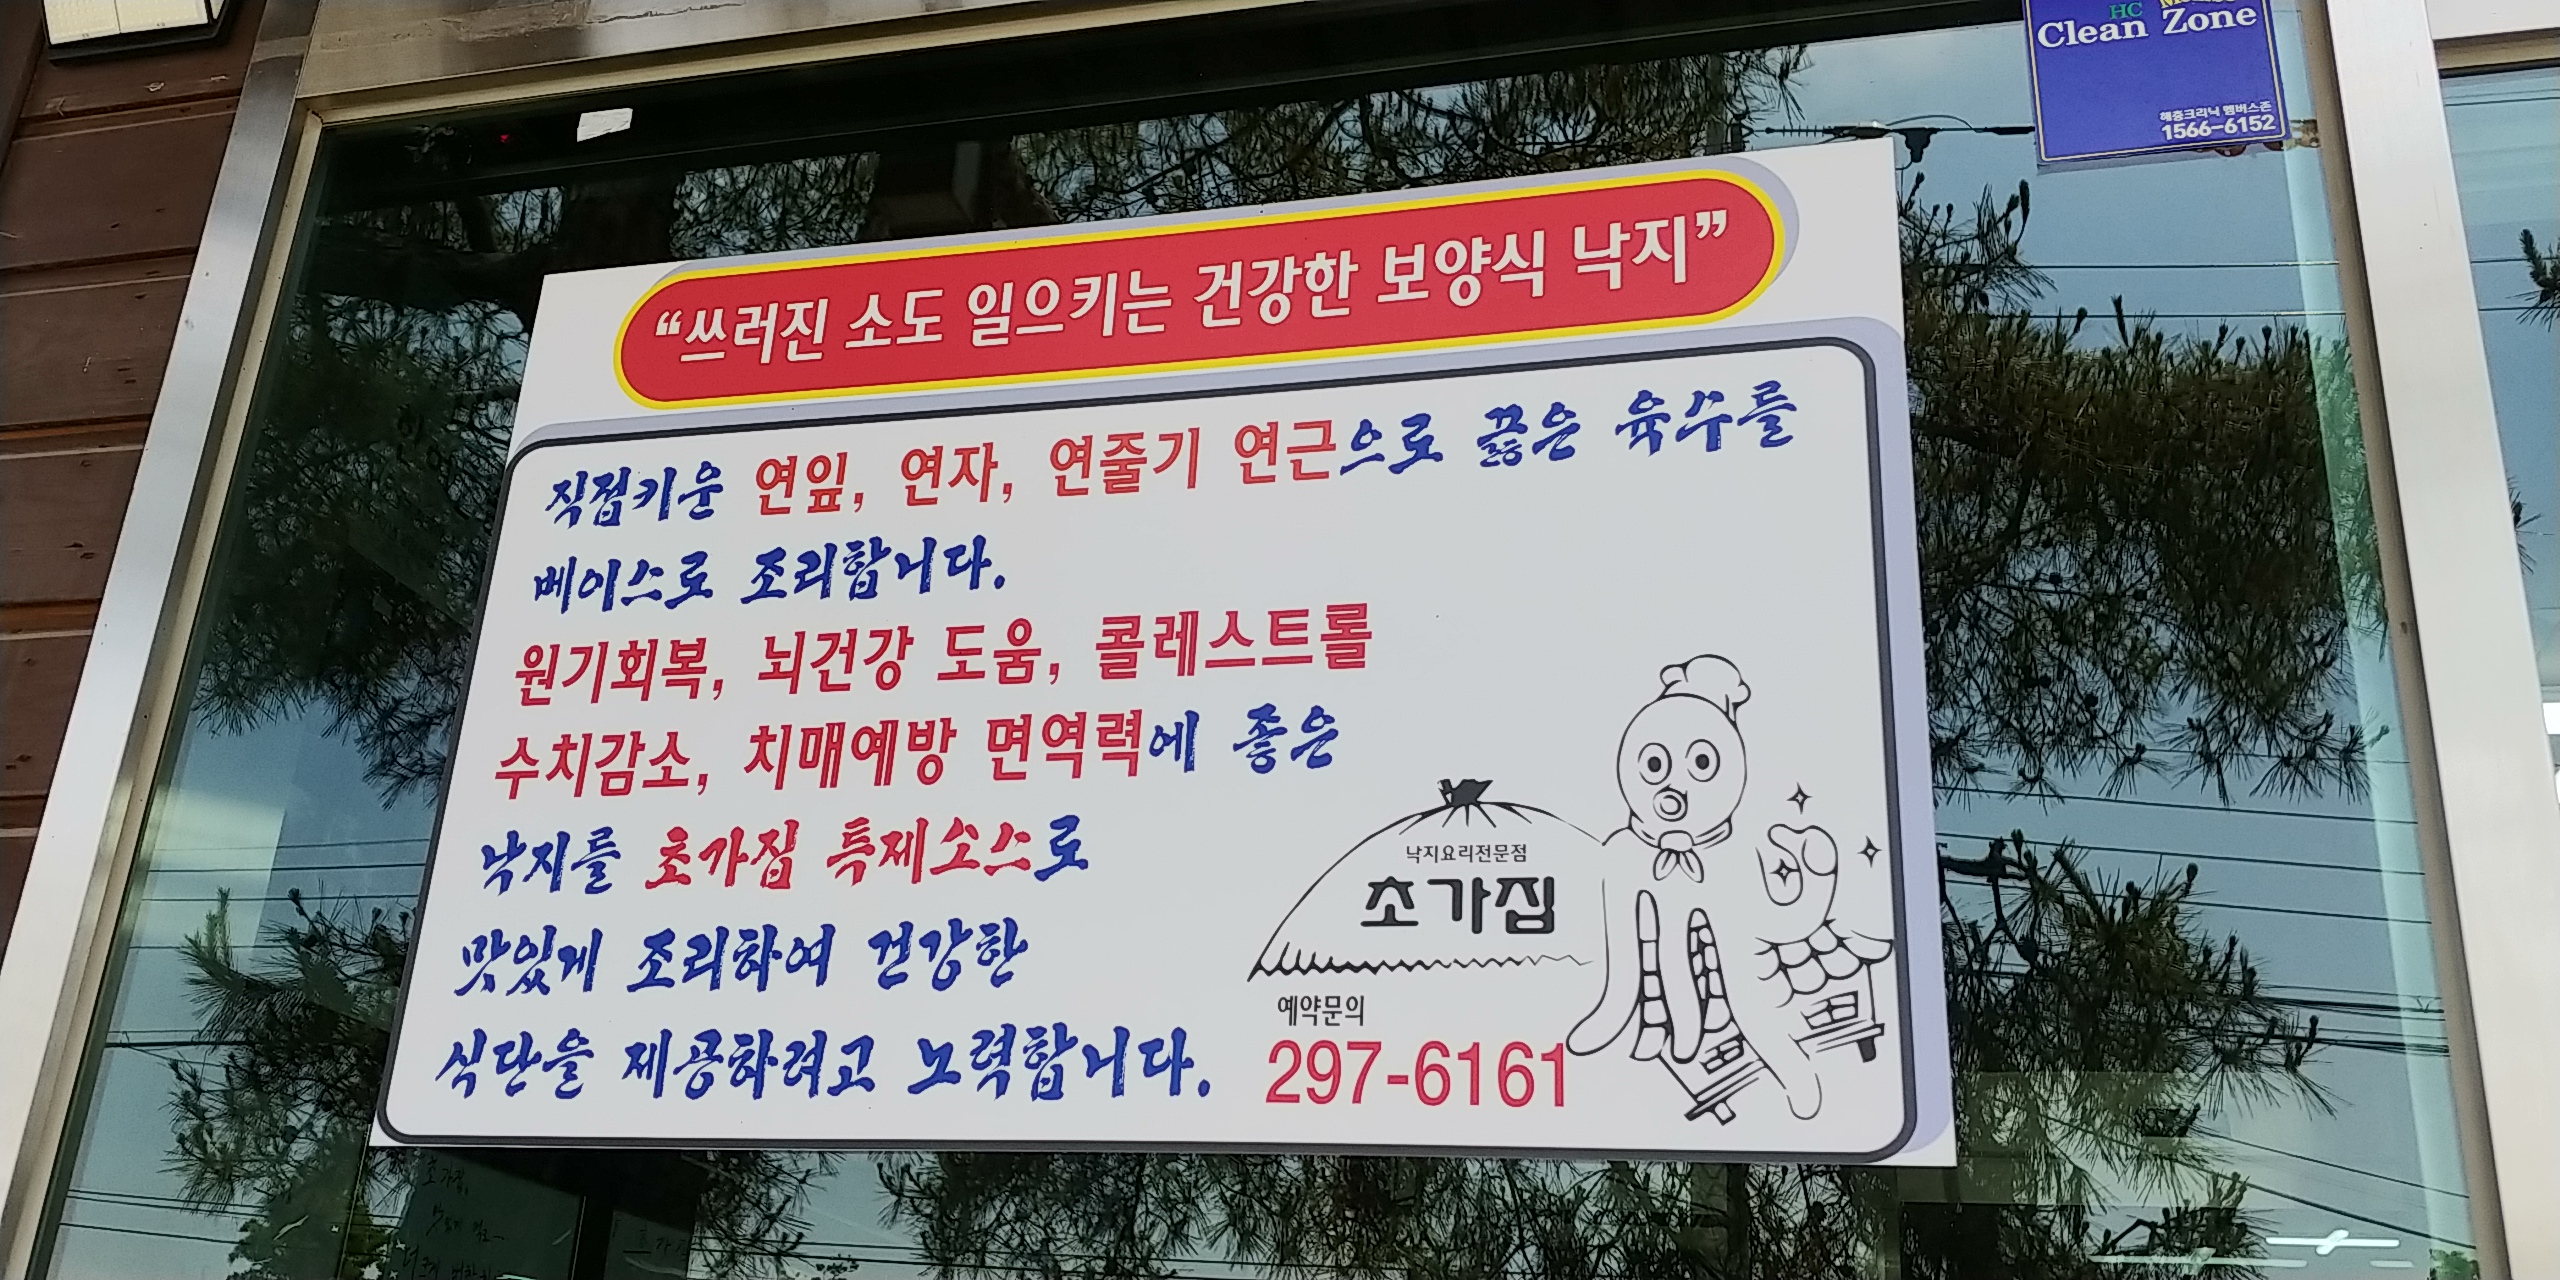 HC
Clean Zone
해충크리닉 멤버스존
1566-6152
“쓰러진 소도 일으키는 건강한 보양식 낙지”
직접키운 연잎, 연자, 연줄기 연근으로 끓은 육수를
베이스로 조리합니다.
원기회복, 뇌건강 도움, 콜레스트롤
수치감소, 치매예방 면역력에 좋은
낙지를 초가집 특제소스로
맛있게 조리하여 건강한
식단을 제공하려고 노력합니다.
낙지요리전문점
초가집
예약문의
297-6161